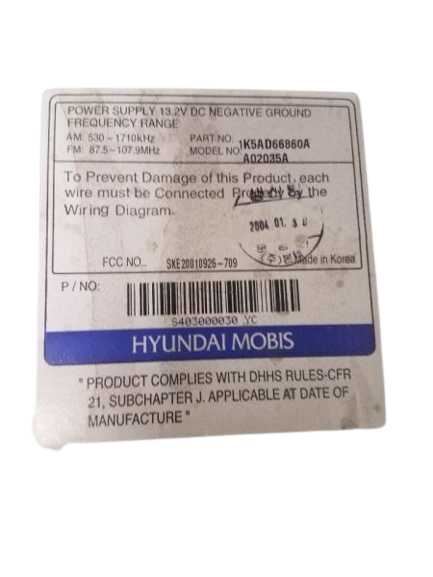 POWER SUPPLY 13.2V DC NEGATIVE GROUND
FREQUENCY RANGE
AM: 530~1710kHz PART NO. 1K5AD66860A
FM: 87.5~107.9MHz MODEL NO A02035A
To Prevent Damage of this Product, each
wire must be Connected by the
Wiring Diagram.
2004 01. 3
FCC NO.. SKE20010926-709 Made in Korea
P / NO:
S403000030 YC
HYUNDAI MOBIS
"PRODUCT COMPLIES WITH DHHS RULES-CFR
21, SUBCHAPTER J. APPLICABLE AT DATE OF
MANUFACTURE"